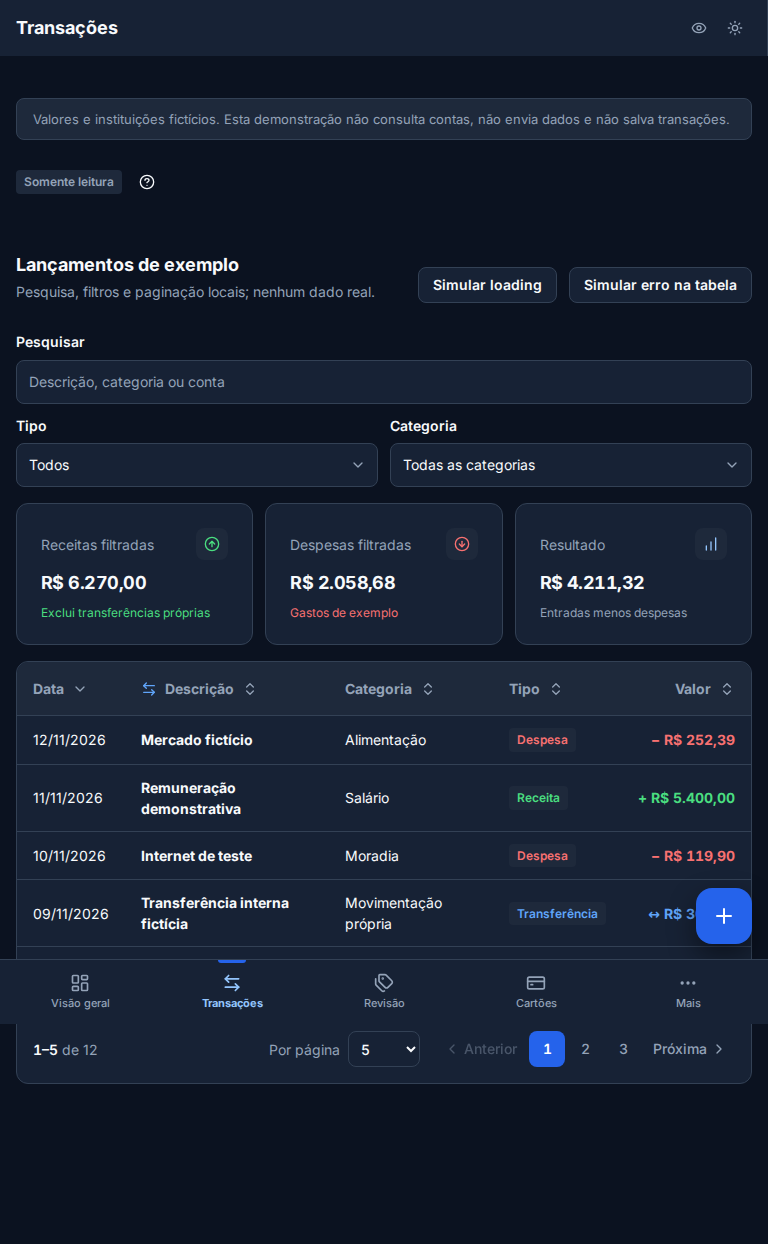 Transações
Valores e instituições fictícios. Esta demonstração não consulta contas, não envia dados e não salva transações.
Somente leitura
Lançamentos de exemplo
Pesquisa, filtros e paginação locais; nenhum dado real.
Simular loading
Simular erro na tabela
Pesquisar
Descrição, categoria ou conta
Tipo
Categoria
Todos
Todas as categorias
Receitas filtradas
R$ 6.270,00
Exclui transferências próprias
Despesas filtradas
R$ 2.058,68
Gastos de exemplo
Resultado
R$ 4.211,32
Entradas menos despesas
Data Descrição Categoria Tipo Valor
12/11/2026 Mercado fictício Alimentação Despesa − R$ 252,39
11/11/2026 Remuneração demonstrativa Salário Receita + R$ 5.400,00
10/11/2026 Internet de teste Moradia Despesa − R$ 119,90
09/11/2026 Transferência interna fictícia Movimentação própria Transferência ↔ R$
Visão geral
Transações
Revisão
Cartões
Mais
1–5 de 12
Por página 5
Anterior 1 2 3 Próxima